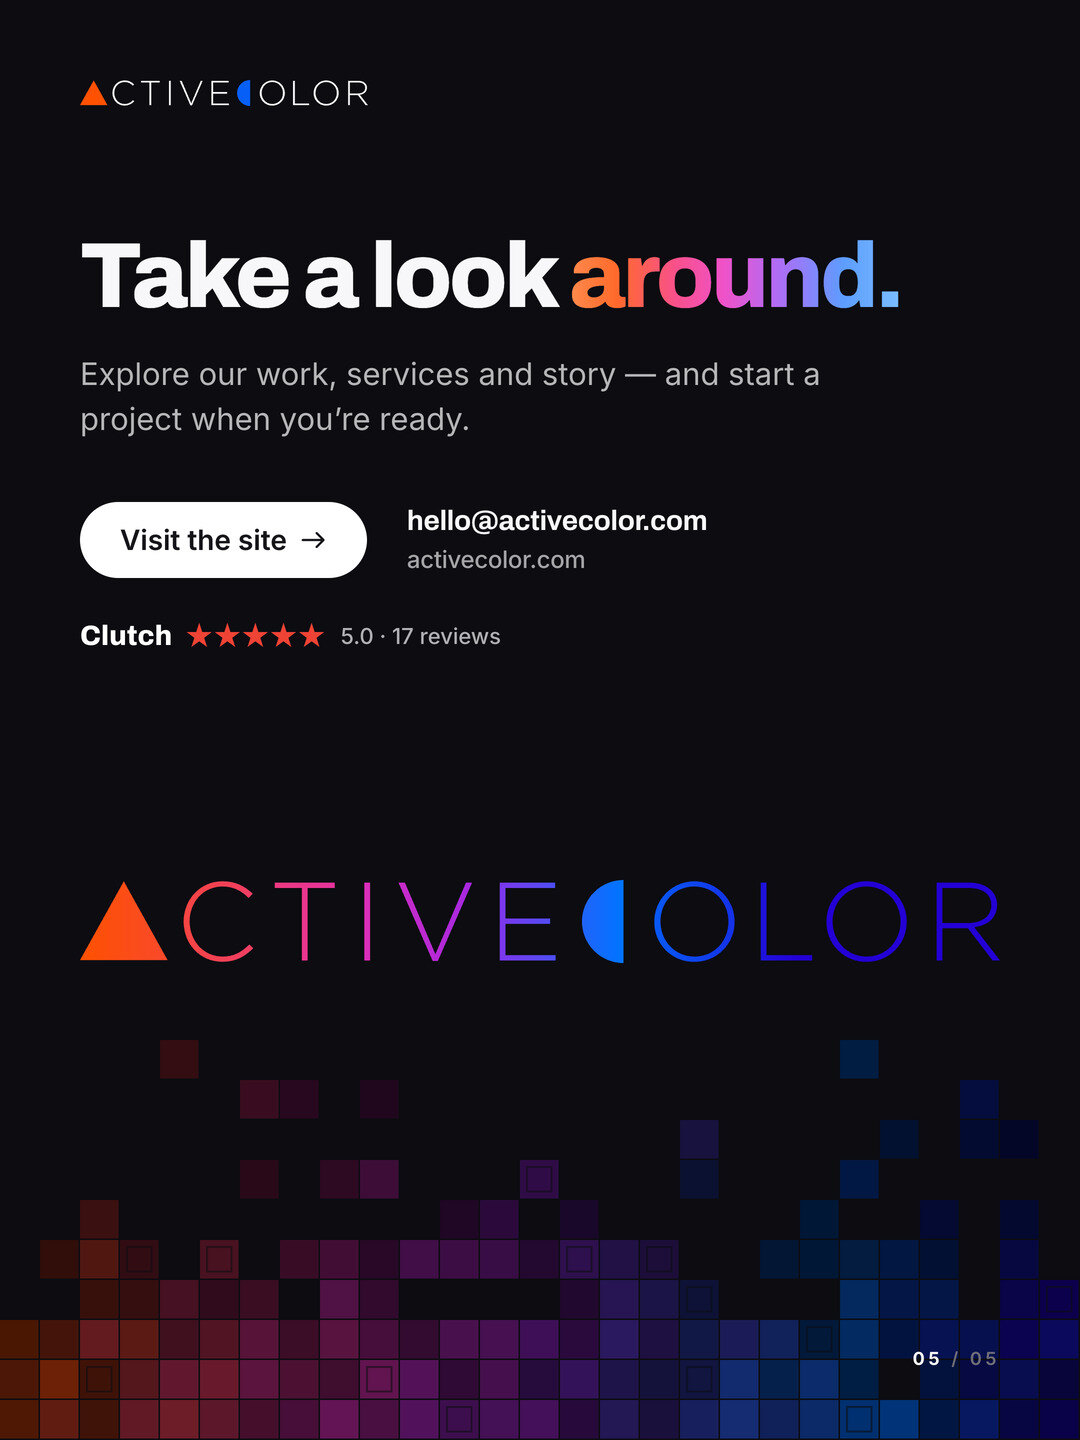 ACTIVECOLOR
Take a look around.
Explore our work, services and story — and start a
project when you’re ready.
Visit the site →
hello@activecolor.com
activecolor.com
Clutch ★★★★★ 5.0 · 17 reviews
ACTIVECOLOR
05 / 05